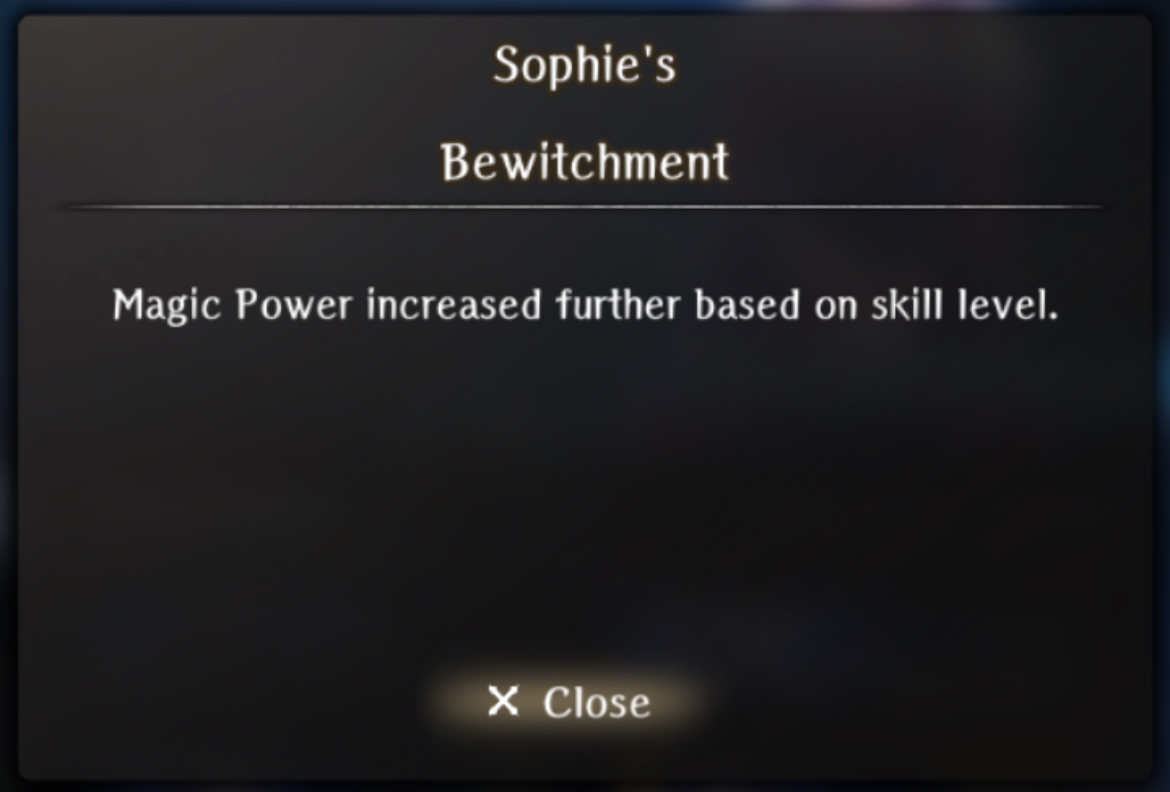 Sophie's
Bewitchment
Magic Power increased further based on skill level.
X Close